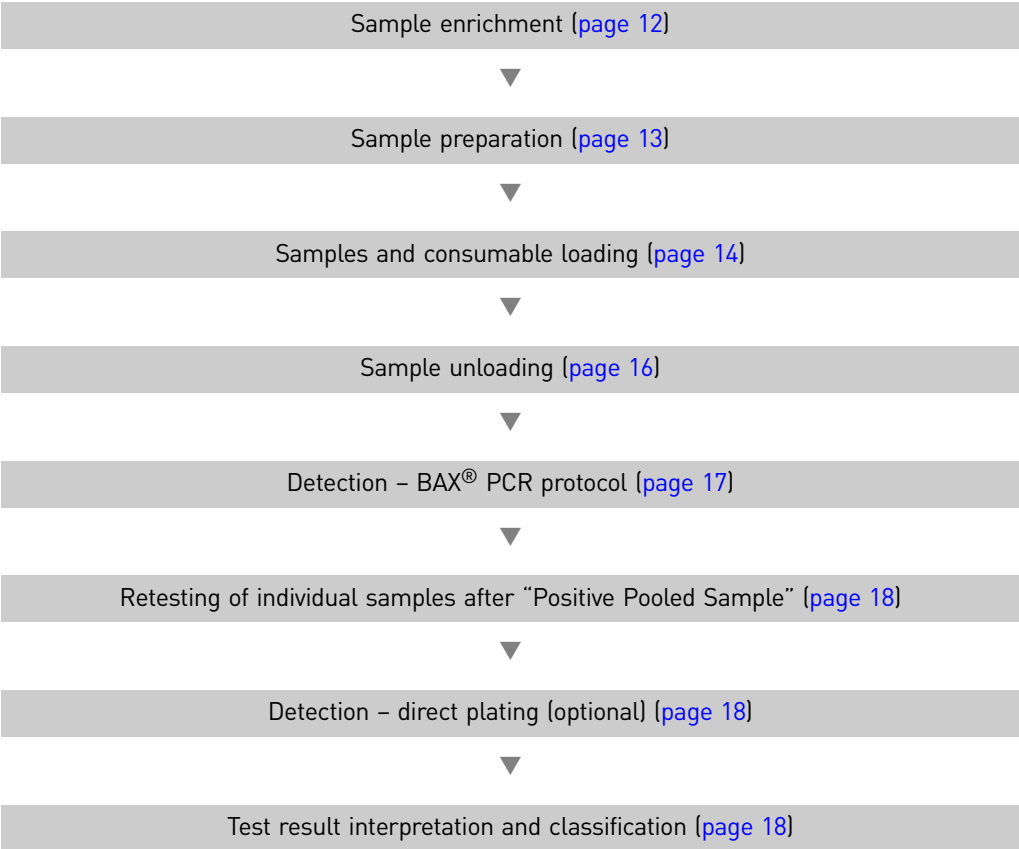 Sample enrichment (page 12)
Sample preparation (page 13)
Samples and consumable loading (page 14)
Sample unloading (page 16)
Detection – BAX® PCR protocol (page 17)
Retesting of individual samples after “Positive Pooled Sample” (page 18)
Detection – direct plating (optional) (page 18)
Test result interpretation and classification (page 18)